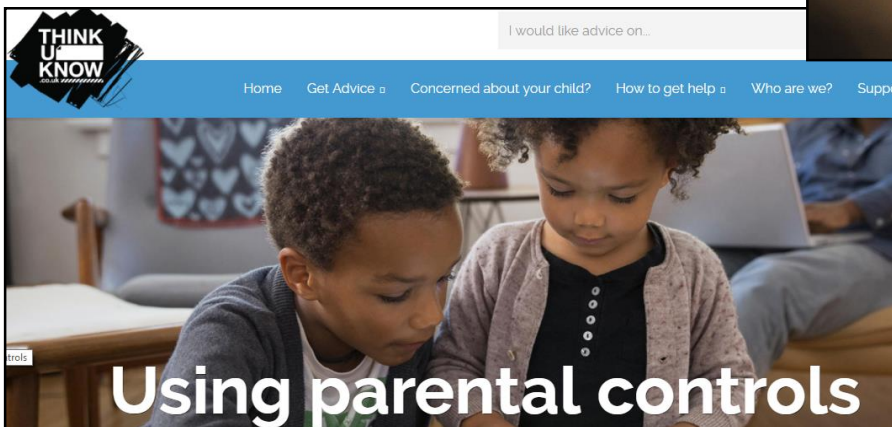 THINK
U
KNOW
.co.uk
I would like advice on...
Home Get Advice Concerned about your child? How to get help Who are we? Suppo
trols
Using parental controls